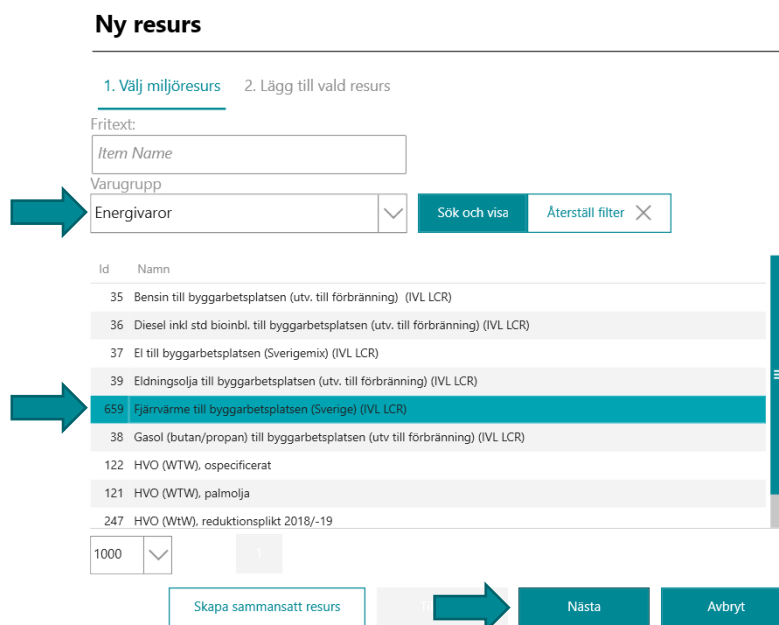 Ny resurs
1. Välj miljöresurs 2. Lägg till vald resurs
Fritext:
Item Name
Varugrupp
Energivaror Sök och visa Återställ filter
Id Namn
35 Bensin till byggarbetsplatsen (utv. till förbränning) (IVL LCR)
36 Diesel inkl std bioinbl. till byggarbetsplatsen (utv. till förbränning) (IVL LCR)
37 El till byggarbetsplatsen (Sverigemix) (IVL LCR)
39 Eldningsolja till byggarbetsplatsen (utv. till förbränning) (IVL LCR)
659 Fjärrvärme till byggarbetsplatsen (Sverige) (IVL LCR)
38 Gasol (butan/propan) till byggarbetsplatsen (utv till förbränning) (IVL LCR)
122 HVO (WTW), ospecificerat
121 HVO (WTW), palmolja
247 HVO (WtW), reduktionsplikt 2018/-19
1000 1
Skapa sammansatt resurs Nästa Avbryt